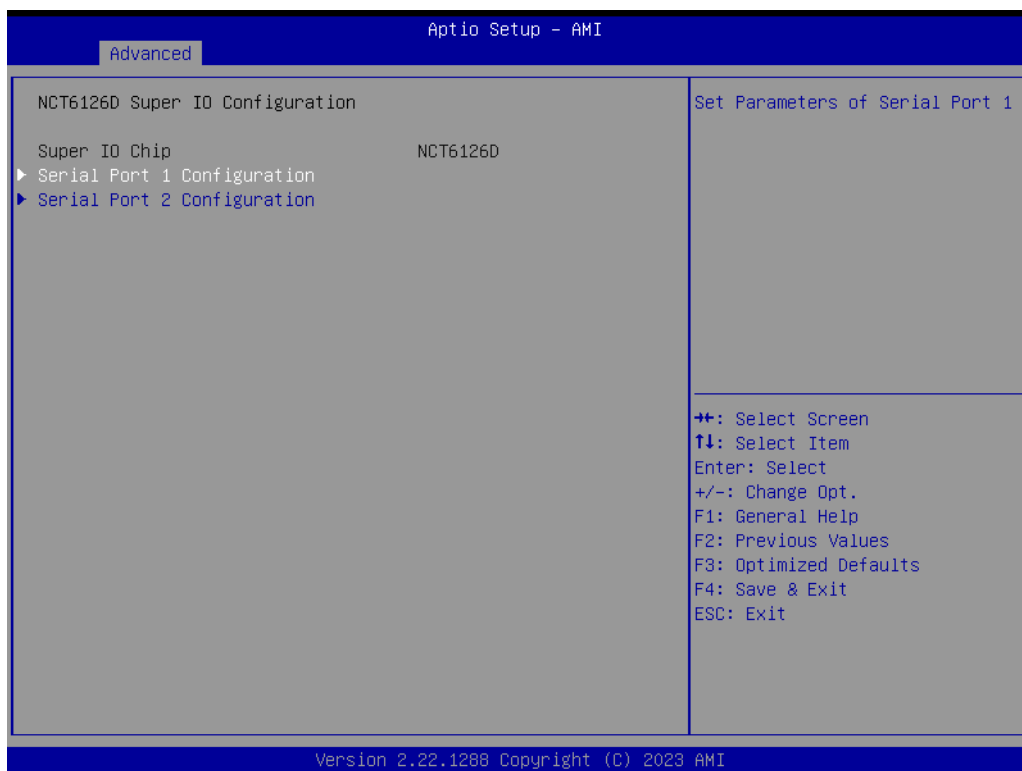 Aptio Setup – AMI
Advanced
NCT6126D Super IO Configuration
Super IO Chip NCT6126D
Serial Port 1 Configuration
Serial Port 2 Configuration
Set Parameters of Serial Port 1
→←: Select Screen
↑↓: Select Item
Enter: Select
+/-: Change Opt.
F1: General Help
F2: Previous Values
F3: Optimized Defaults
F4: Save & Exit
ESC: Exit
Version 2.22.1288 Copyright (C) 2023 AMI